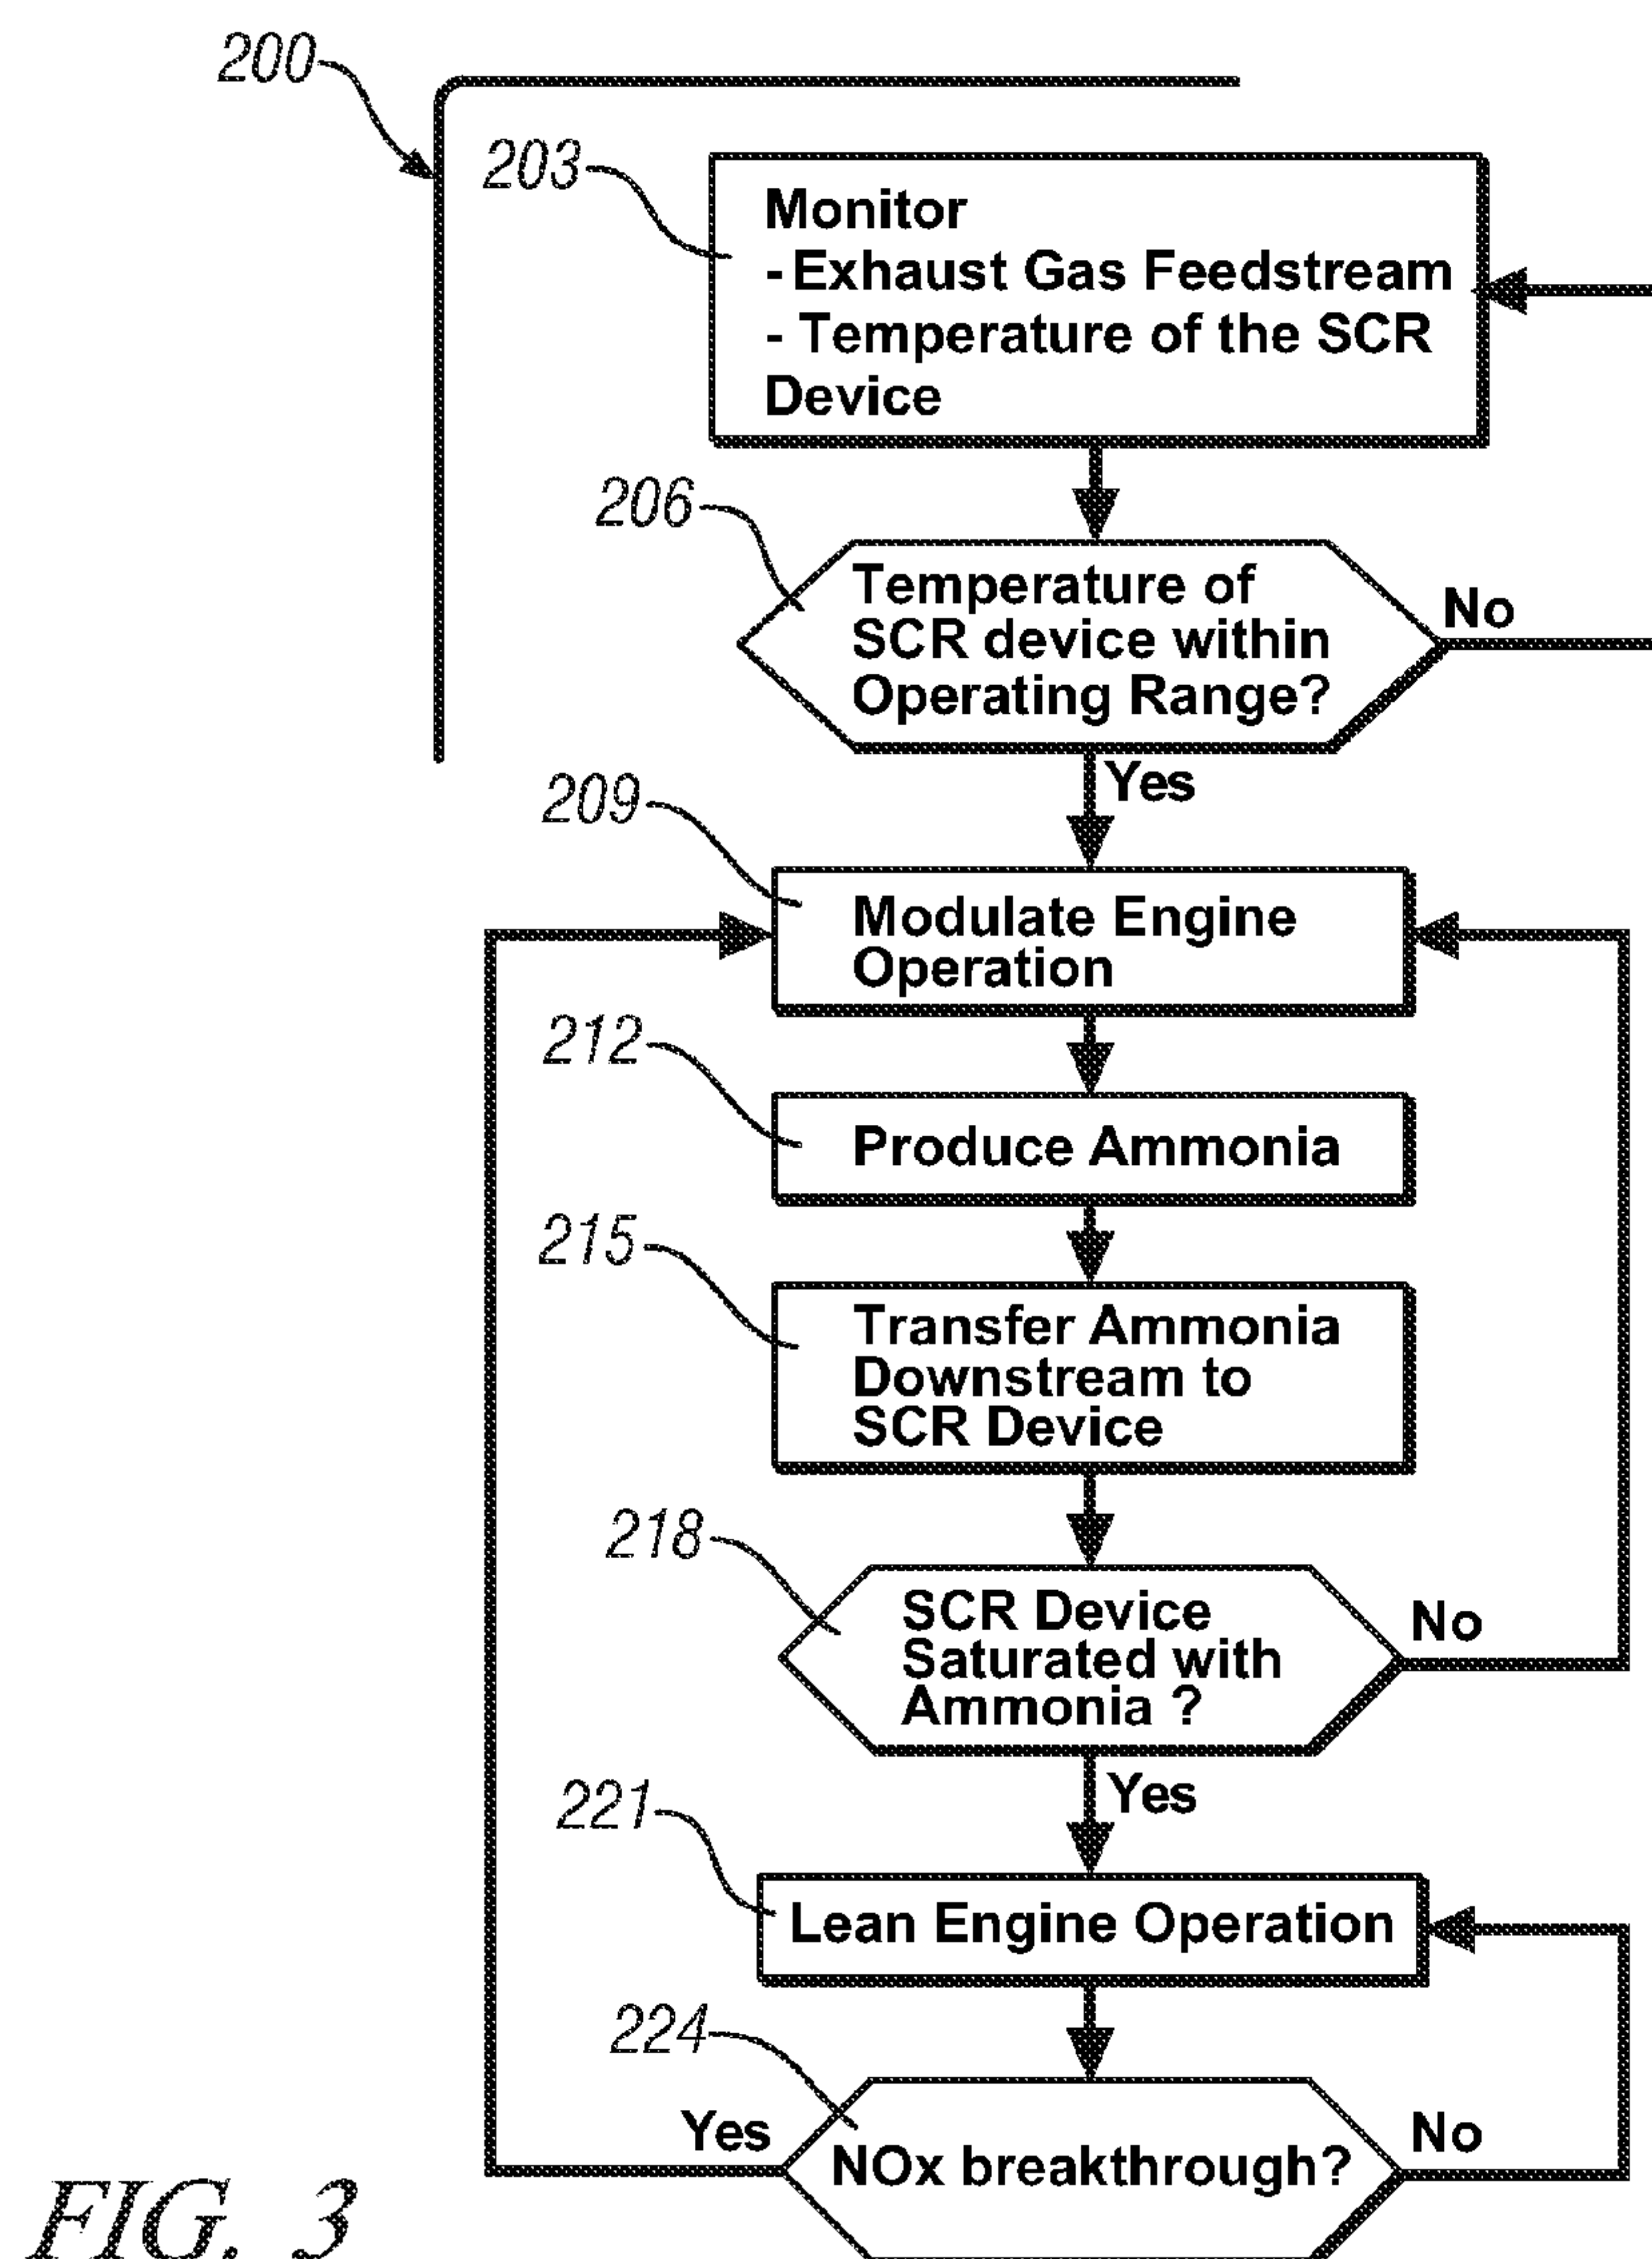 200
203
Monitor
- Exhaust Gas Feedstream
- Temperature of the SCR
Device
206
Temperature of
SCR device within
Operating Range?
No
Yes
209
Modulate Engine
Operation
212
Produce Ammonia
215
Transfer Ammonia
Downstream to
SCR Device
218
SCR Device
Saturated with
Ammonia ?
No
Yes
221
Lean Engine Operation
224
Yes
NOx breakthrough?
No
FIG. 3